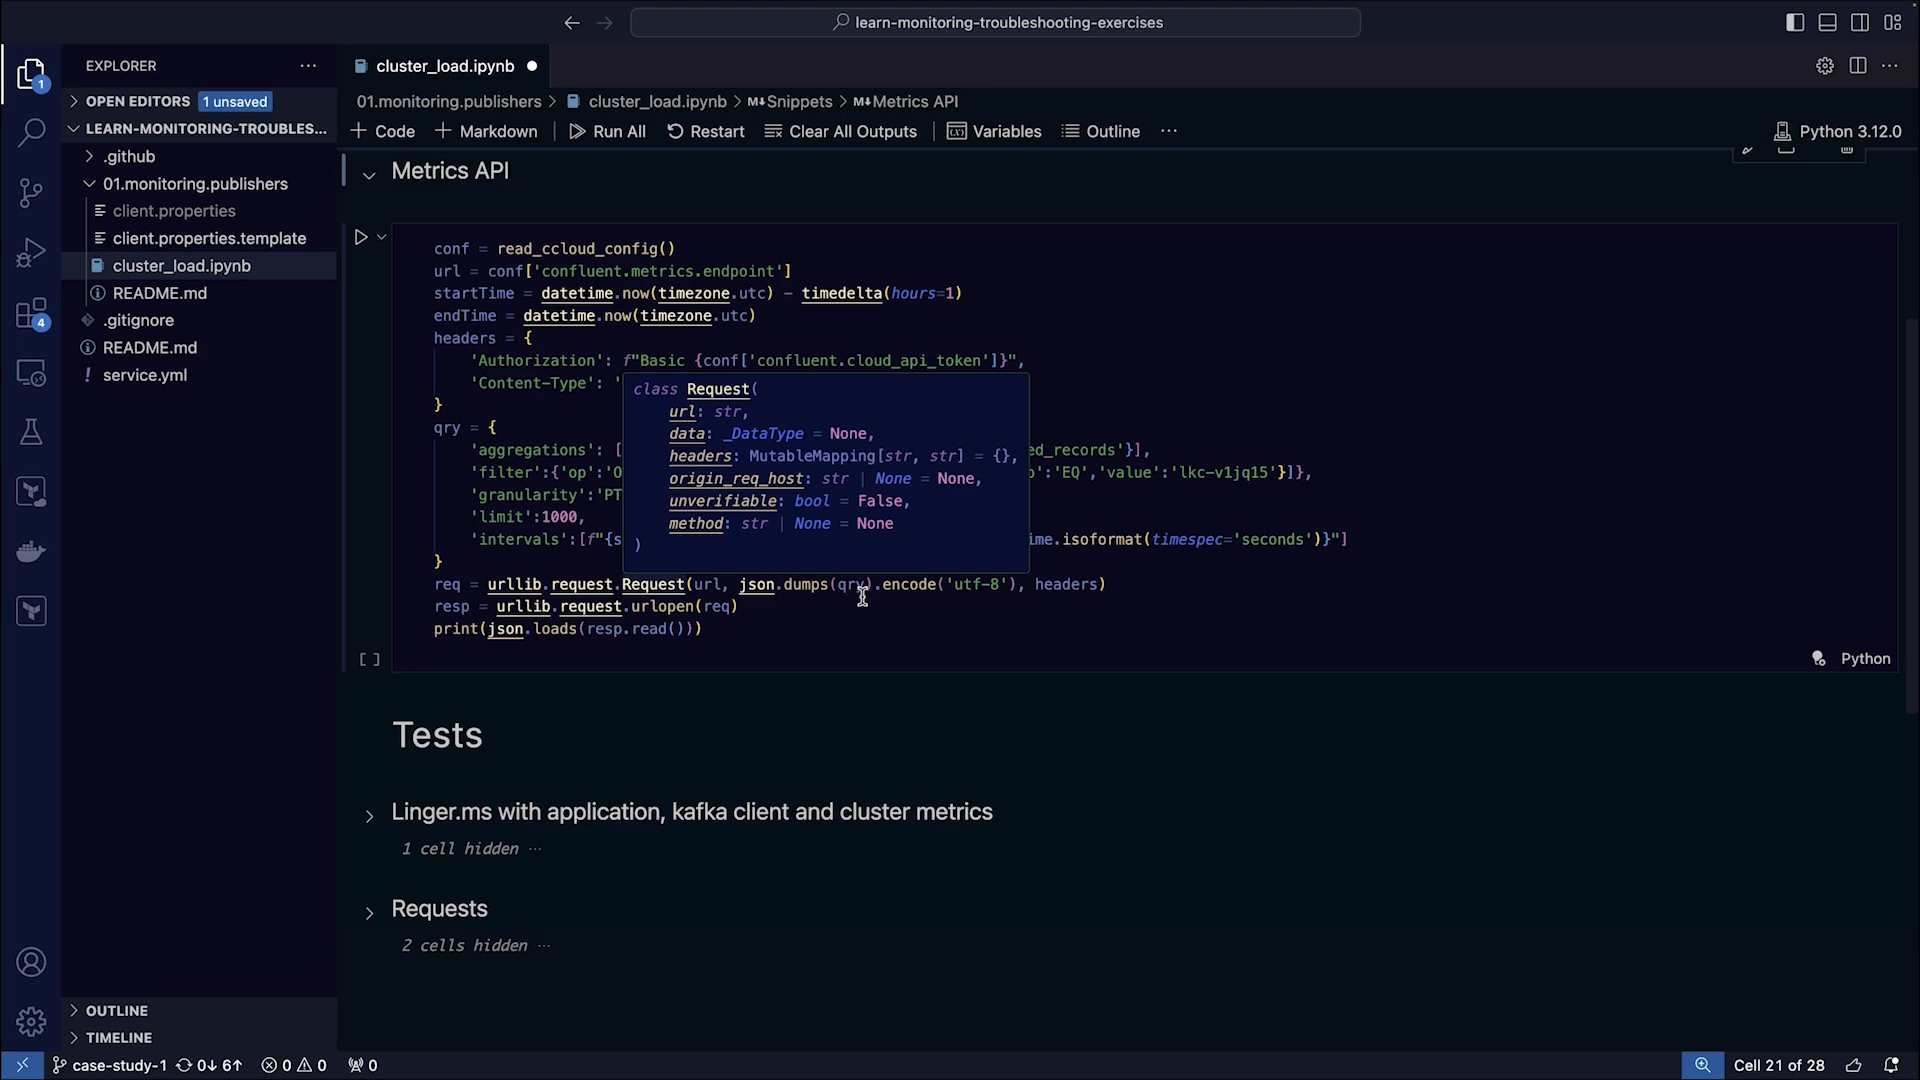 learn-monitoring-troubleshooting-exercises
EXPLORER
1
OPEN EDITORS 1 unsaved
LEARN-MONITORING-TROUBLES...
.github
01.monitoring.publishers
client.properties
client.properties.template
cluster_load.ipynb
README.md
.gitignore
README.md
service.yml
4
OUTLINE
TIMELINE
cluster_load.ipynb
01.monitoring.publishers > cluster_load.ipynb > M↓Snippets > M↓Metrics API
+ Code + Markdown Run All Restart Clear All Outputs Variables Outline ···
Python 3.12.0
Metrics API
conf = read_ccloud_config()
url = conf['confluent.metrics.endpoint']
startTime = datetime.now(timezone.utc) - timedelta(hours=1)
endTime = datetime.now(timezone.utc)
headers = {
'Authorization': f"Basic {conf['confluent.cloud_api_token']}",
'Content-Type': '
}
qry = {
'aggregations': [ ed_records'}],
'filter':{'op':'O 'EQ','value':'lkc-v1jq15'}]},
'granularity':'PT
'limit':1000,
'intervals':[f"{s ime.isoformat(timespec='seconds')}"]
}
class Request(
url: str,
data: _DataType = None,
headers: MutableMapping[str, str] = {},
origin_req_host: str | None = None,
unverifiable: bool = False,
method: str | None = None
)
req = urllib.request.Request(url, json.dumps(qry).encode('utf-8'), headers)
resp = urllib.request.urlopen(req)
print(json.loads(resp.read()))
[ ]
Python
Tests
Linger.ms with application, kafka client and cluster metrics
1 cell hidden ···
Requests
2 cells hidden ···
case-study-1 0↓ 6↑ 0 0 0
Cell 21 of 28